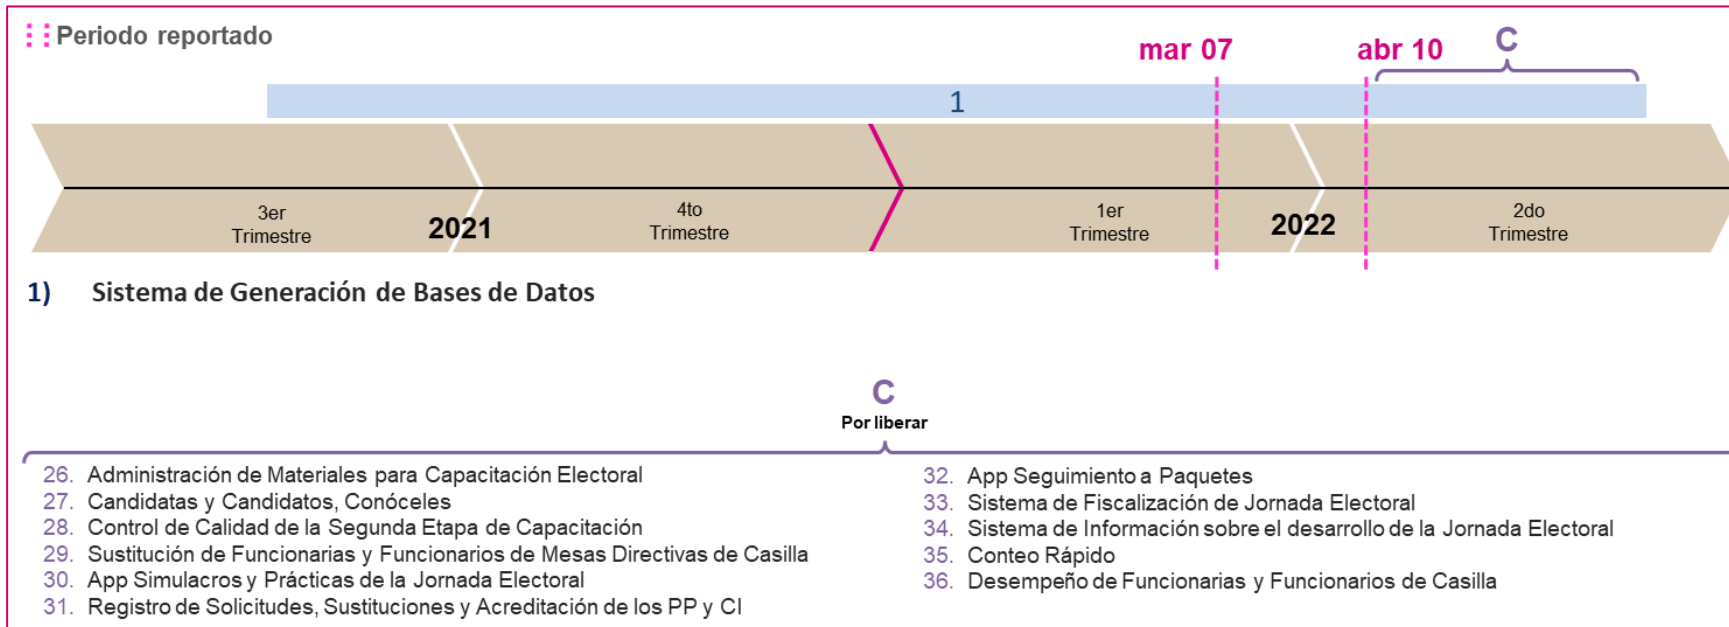 Periodo reportado
mar 07
abr 10
C
1
3er
Trimestre
2021
4to
Trimestre
1er
Trimestre
2022
2do
Trimestre
1) Sistema de Generación de Bases de Datos
C
Por liberar
26. Administración de Materiales para Capacitación Electoral
27. Candidatas y Candidatos, Conóceles
28. Control de Calidad de la Segunda Etapa de Capacitación
29. Sustitución de Funcionarias y Funcionarios de Mesas Directivas de Casilla
30. App Simulacros y Prácticas de la Jornada Electoral
31. Registro de Solicitudes, Sustituciones y Acreditación de los PP y CI
32. App Seguimiento a Paquetes
33. Sistema de Fiscalización de Jornada Electoral
34. Sistema de Información sobre el desarrollo de la Jornada Electoral
35. Conteo Rápido
36. Desempeño de Funcionarias y Funcionarios de Casilla